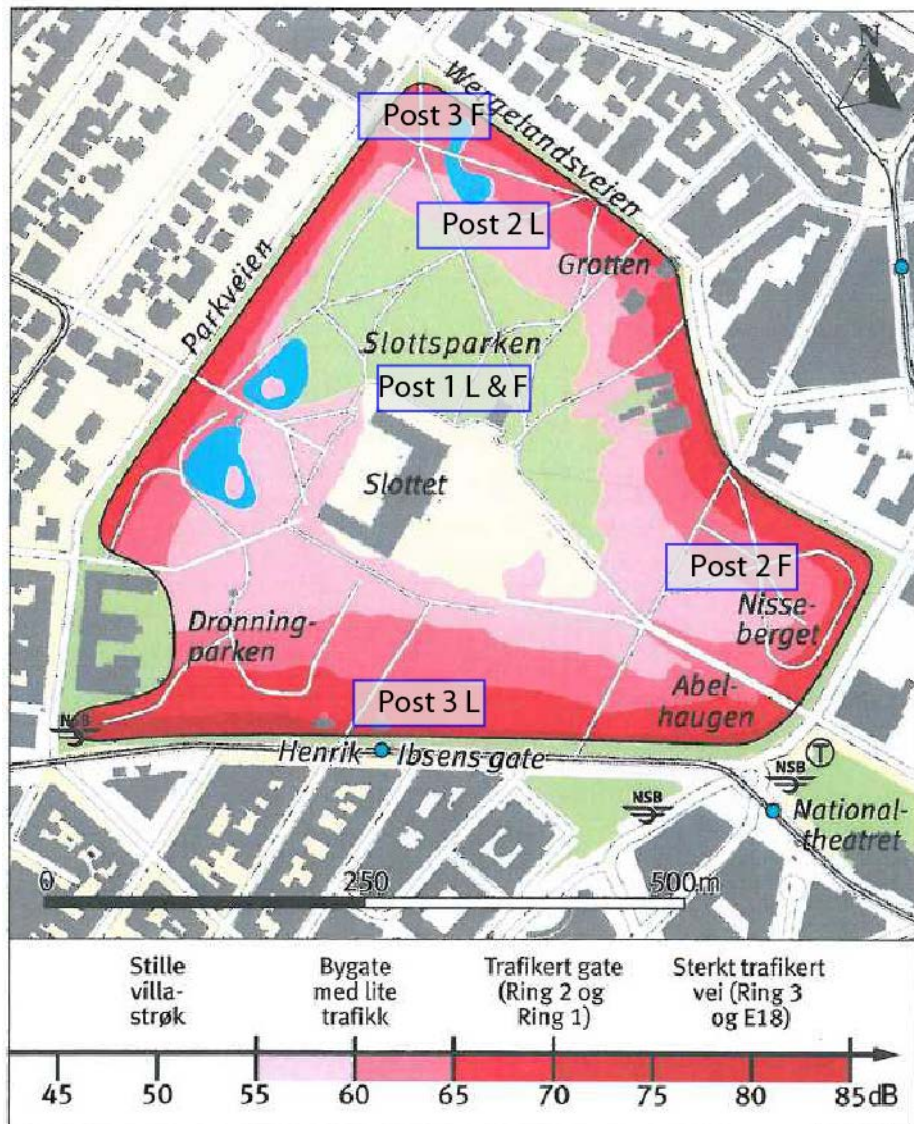 N
Wergelandsveien
Post 3 F
Post 2 L
Grotten
Parkveien
Slottsparken
Post 1 L & F
Slottet
Post 2 F
Nisse-
berget
Dronning-
parken
Abel-
haugen
Post 3 L
NSB
Henrik Ibsens gate
T
NSB
NSB
National-
theatret
0 250 500m
Stille
villa-
strøk
Bygate
med lite
trafikk
Trafikert gate
(Ring 2 og
Ring 1)
Sterkt trafikert
vei (Ring 3
og E18)
45 50 55 60 65 70 75 80 85 dB